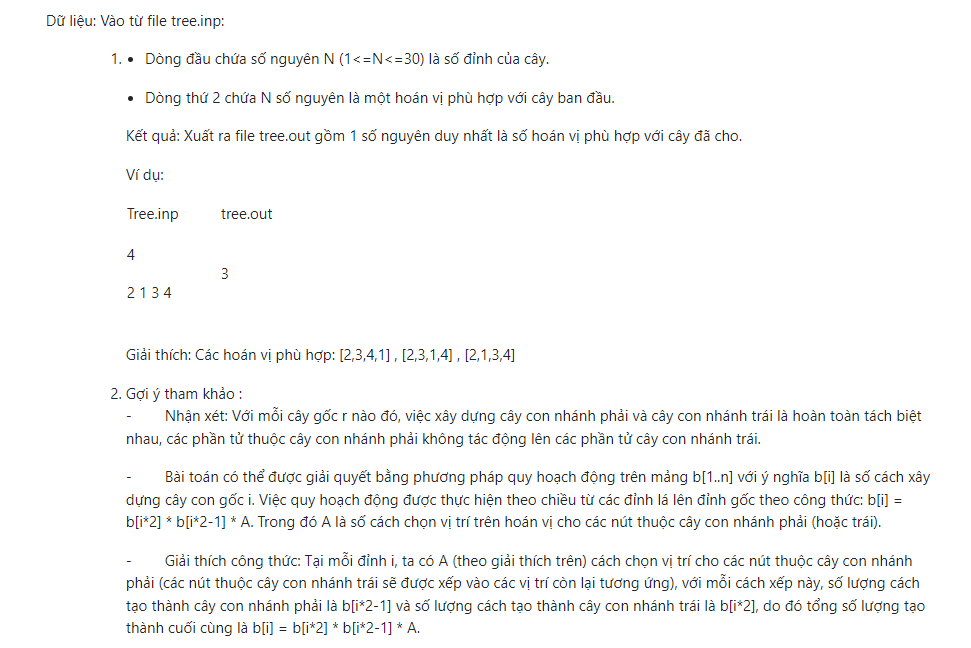 Dữ liệu: Vào từ file tree.inp:
1. • Dòng đầu chứa số nguyên N (1<=N<=30) là số đỉnh của cây.
• Dòng thứ 2 chứa N số nguyên là một hoán vị phù hợp với cây ban đầu.
Kết quả: Xuất ra file tree.out gồm 1 số nguyên duy nhất là số hoán vị phù hợp với cây đã cho.
Ví dụ:
Tree.inp tree.out
4
3
2 1 3 4
Giải thích: Các hoán vị phù hợp: [2,3,4,1] , [2,3,1,4] , [2,1,3,4]
2. Gợi ý tham khảo :
- Nhận xét: Với mỗi cây gốc r nào đó, việc xây dựng cây con nhánh phải và cây con nhánh trái là hoàn toàn tách biệt
nhau, các phần tử thuộc cây con nhánh phải không tác động lên các phần tử cây con nhánh trái.
- Bài toán có thể được giải quyết bằng phương pháp quy hoạch động trên mảng b[1..n] với ý nghĩa b[i] là số cách xây
dựng cây con gốc i. Việc quy hoạch động được thực hiện theo chiều từ các đỉnh lá lên đỉnh gốc theo công thức: b[i] =
b[i*2] * b[i*2-1] * A. Trong đó A là số cách chọn vị trí trên hoán vị cho các nút thuộc cây con nhánh phải (hoặc trái).
- Giải thích công thức: Tại mỗi đỉnh i, ta có A (theo giải thích trên) cách chọn vị trí cho các nút thuộc cây con nhánh
phải (các nút thuộc cây con nhánh trái sẽ được xếp vào các vị trí còn lại tương ứng), với mỗi cách xếp này, số lượng cách
tạo thành cây con nhánh phải là b[i*2-1] và số lượng cách tạo thành cây con nhánh trái là b[i*2], do đó tổng số lượng tạo
thành cuối cùng là b[i] = b[i*2] * b[i*2-1] * A.